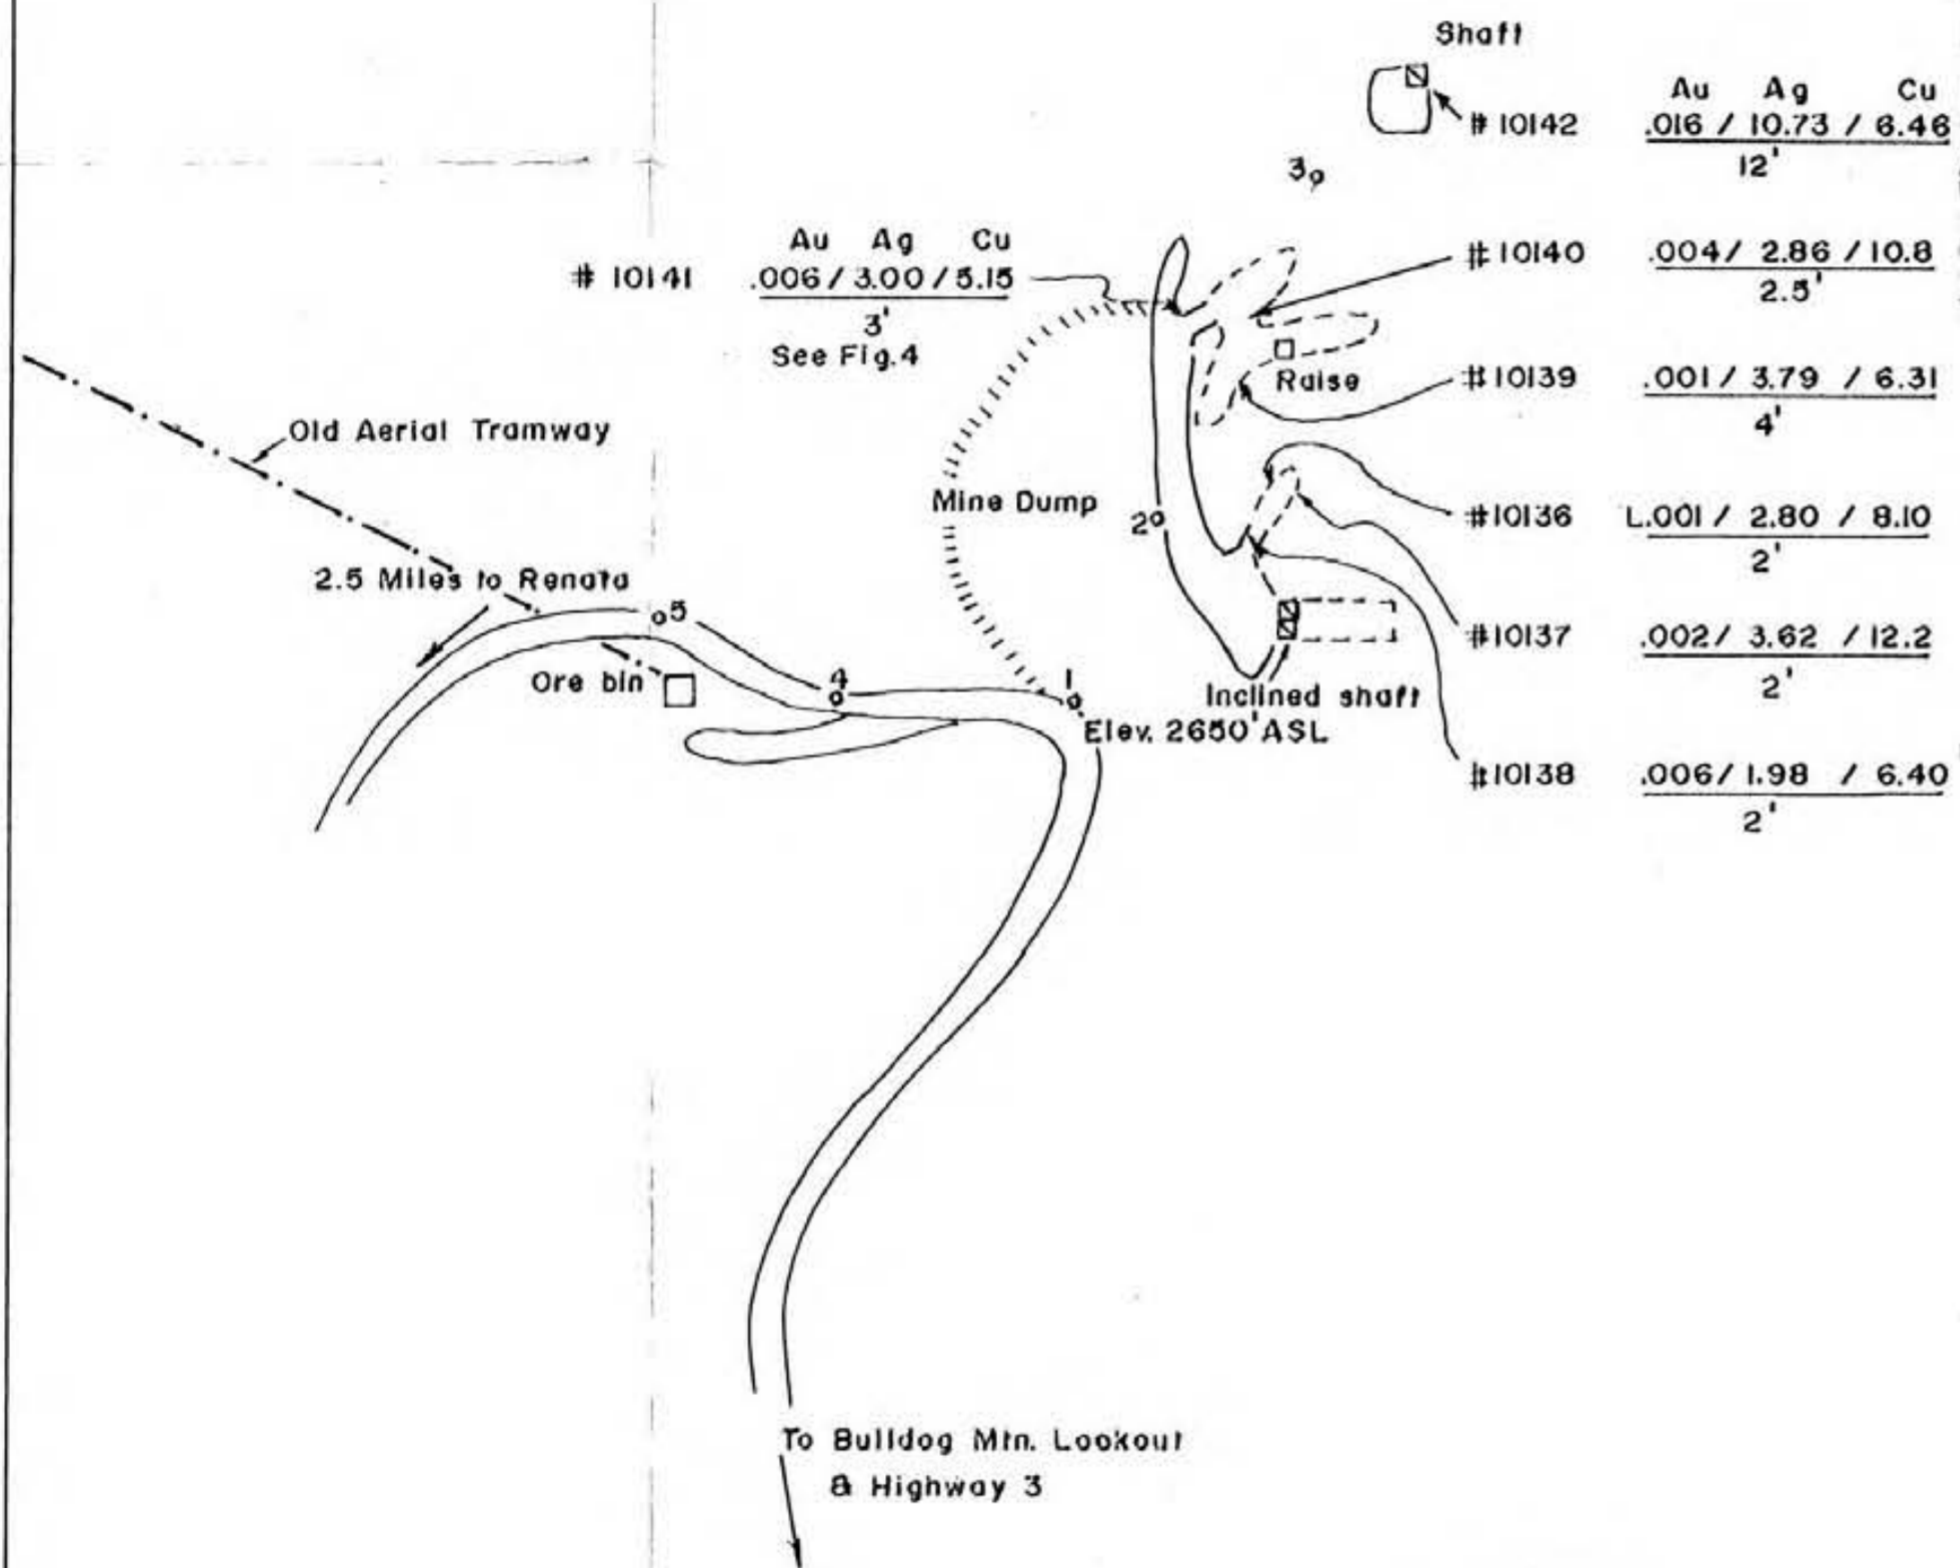 Shaft
Au Ag Cu
# 10142 .016 / 10.73 / 6.46
12'
3
Au Ag Cu
# 10141 .006 / 3.00 / 5.15
3'
See Fig.4
# 10140 .004 / 2.86 / 10.8
2.5'
Raise
# 10139 .001 / 3.79 / 6.31
4'
Old Aerial Tramway
Mine Dump
2
# 10136 L.001 / 2.80 / 8.10
2'
2.5 Miles to Renata
5
# 10137 .002 / 3.62 / 12.2
2'
Ore bin
4
1
Inclined shaft
Elev. 2650' ASL
# 10138 .006 / 1.98 / 6.40
2'
To Bulldog Mtn. Lookout
& Highway 3